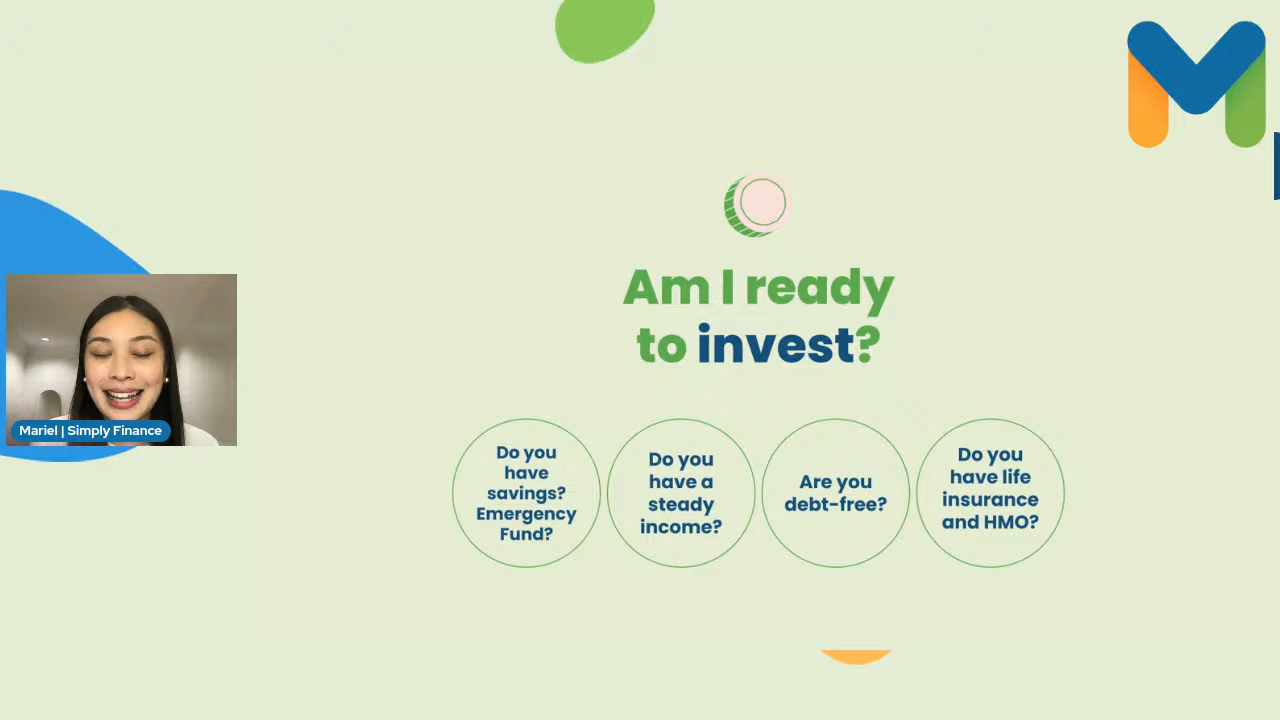 Am I ready
to invest?
Mariel | Simply Finance
Do you
have
savings?
Emergency
Fund?
Do you
have a
steady
income?
Are you
debt-free?
Do you
have life
insurance
and HMO?